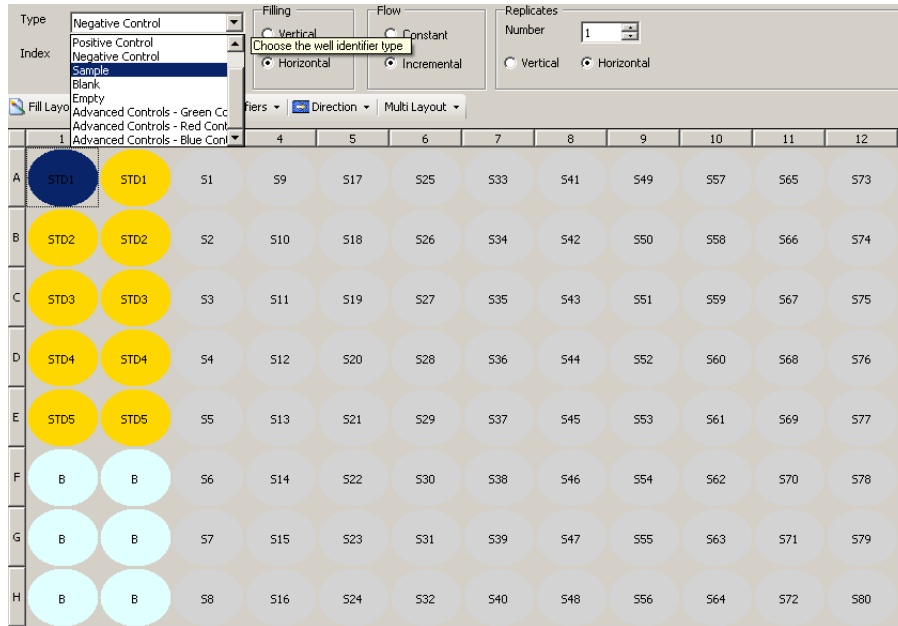 Type Negative Control Filling Flow Replicates
Vertical Constant Number 1
Positive Control Choose the well identifier type
Index Negative Control
Sample Horizontal Incremental Vertical Horizontal
Blank
Empty
Fill Layo Advanced Controls - Green Co fiers Direction Multi Layout
Advanced Controls - Red Cont
Advanced Controls - Blue Con
1 4 5 6 7 8 9 10 11 12
A STD1 STD1 S1 S9 S17 S25 S33 S41 S49 S57 S65 S73
B STD2 STD2 S2 S10 S18 S26 S34 S42 S50 S58 S66 S74
C STD3 STD3 S3 S11 S19 S27 S35 S43 S51 S59 S67 S75
D STD4 STD4 S4 S12 S20 S28 S36 S44 S52 S60 S68 S76
E STD5 STD5 S5 S13 S21 S29 S37 S45 S53 S61 S69 S77
F B B S6 S14 S22 S30 S38 S46 S54 S62 S70 S78
G B B S7 S15 S23 S31 S39 S47 S55 S63 S71 S79
H B B S8 S16 S24 S32 S40 S48 S56 S64 S72 S80